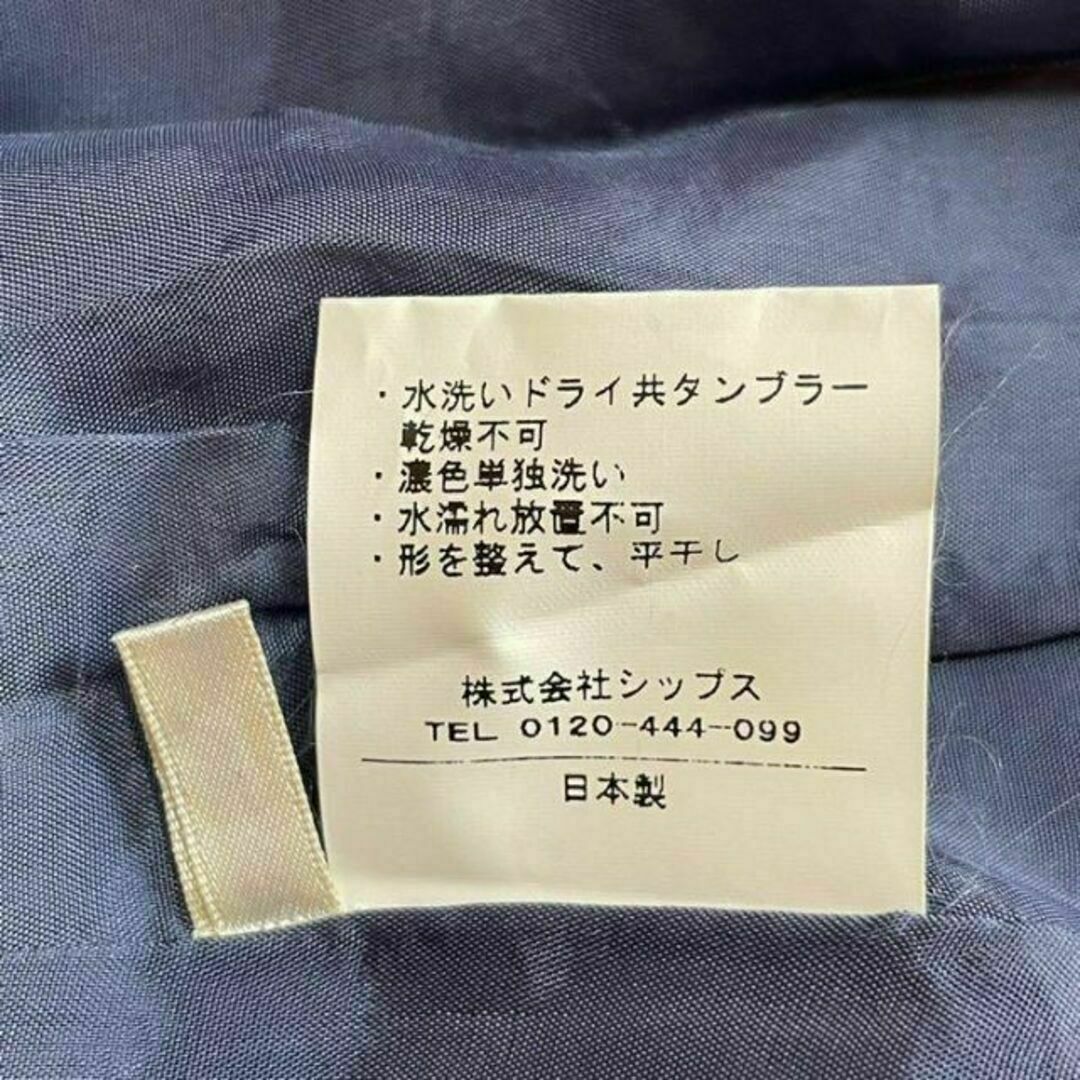 ・水洗いドライ共タンブラー
乾燥不可
・濃色単独洗い
・水濡れ放置不可
・形を整えて、平干し
株式会社シップス
TEL 0120-444-099
日本製